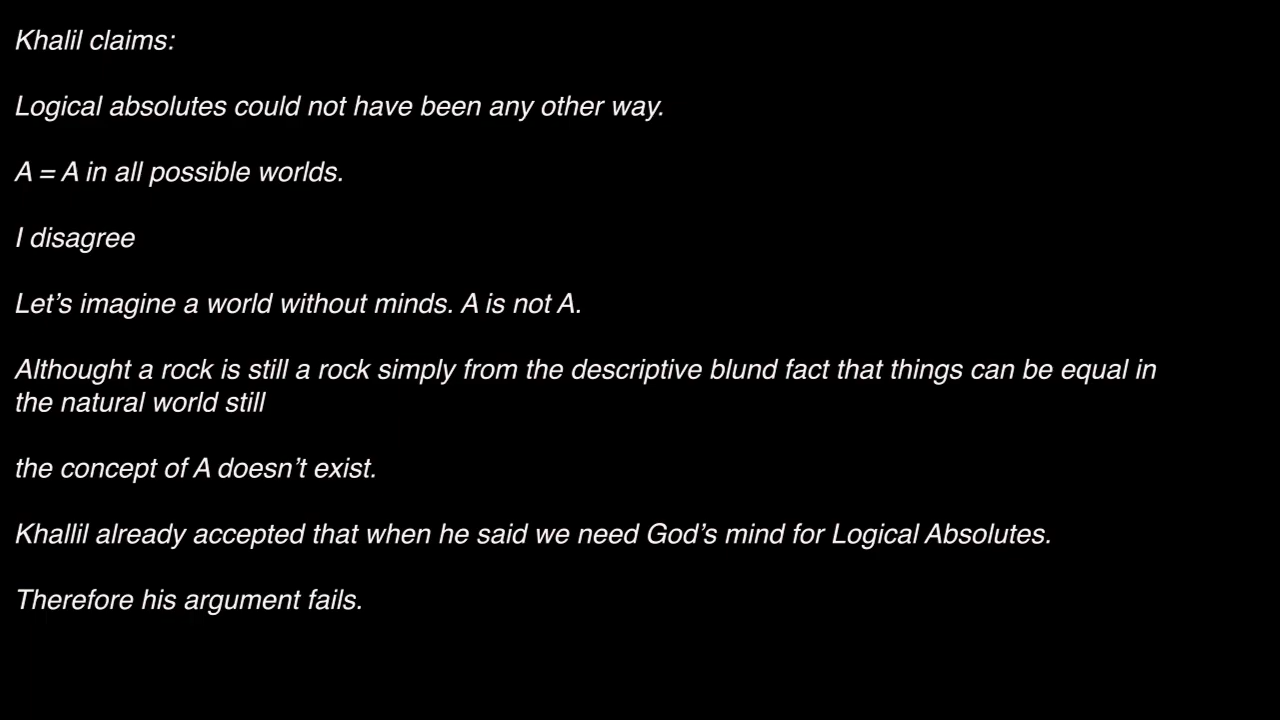 Khalil claims:
Logical absolutes could not have been any other way.
A = A in all possible worlds.
I disagree
Let’s imagine a world without minds. A is not A.
Althought a rock is still a rock simply from the descriptive blund fact that things can be equal in
the natural world still
the concept of A doesn’t exist.
Khallil already accepted that when he said we need God’s mind for Logical Absolutes.
Therefore his argument fails.